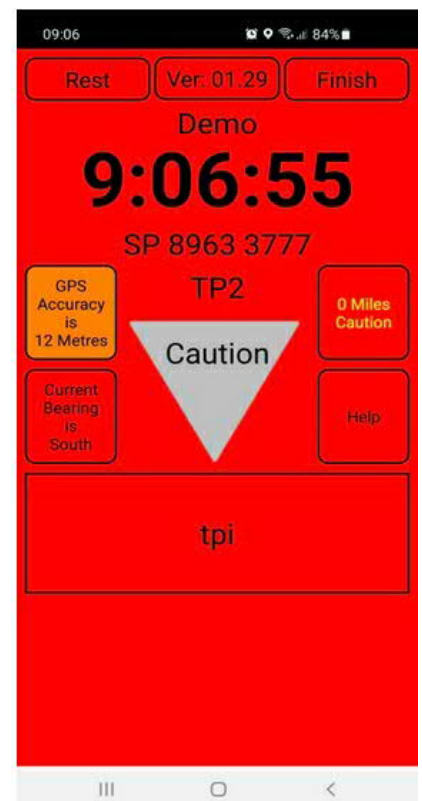 09:06
84%
Rest
Ver: 01.29
Finish
Demo
9:06:55
SP 8963 3777
GPS
Accuracy
is
12 Metres
TP2
0 Miles
Caution
Caution
Current
Bearing
is
South
Help
tpi